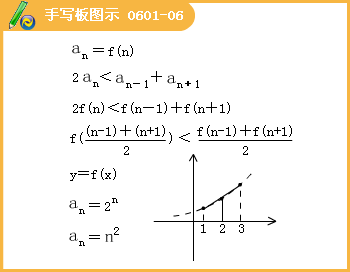 手写板图示 0601-06
aₙ=f(n)
2aₙ<aₙ₋₁+aₙ₊₁
2f(n)<f(n-1)+f(n+1)
f(((n-1)+(n+1))/2)<(f(n-1)+f(n+1))/2
y=f(x)
aₙ=2ⁿ
aₙ=n²
1 2 3